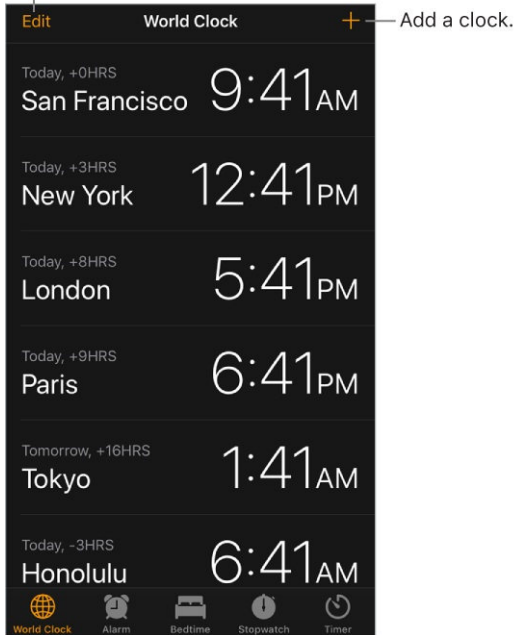 Edit World Clock + Add a clock.
Today, +0HRS
San Francisco 9:41AM
Today, +3HRS
New York 12:41PM
Today, +8HRS
London 5:41PM
Today, +9HRS
Paris 6:41PM
Tomorrow, +16HRS
Tokyo 1:41AM
Today, -3HRS
Honolulu 6:41AM
World Clock Alarm Bedtime Stopwatch Timer